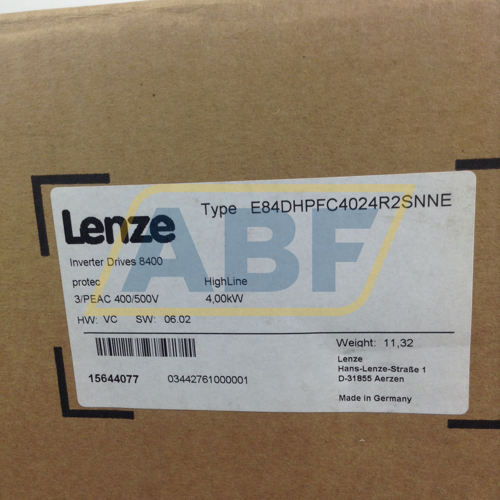 Lenze
Type E84DHPFC4024R2SNNE
Inverter Drives 8400
protec HighLine
3/PEAC 400/500V 4,00kW
HW: VC SW: 06.02
Weight: 11,32
Lenze
Hans-Lenze-Straße 1
D-31855 Aerzen
15644077 03442761000001
Made in Germany
ABF